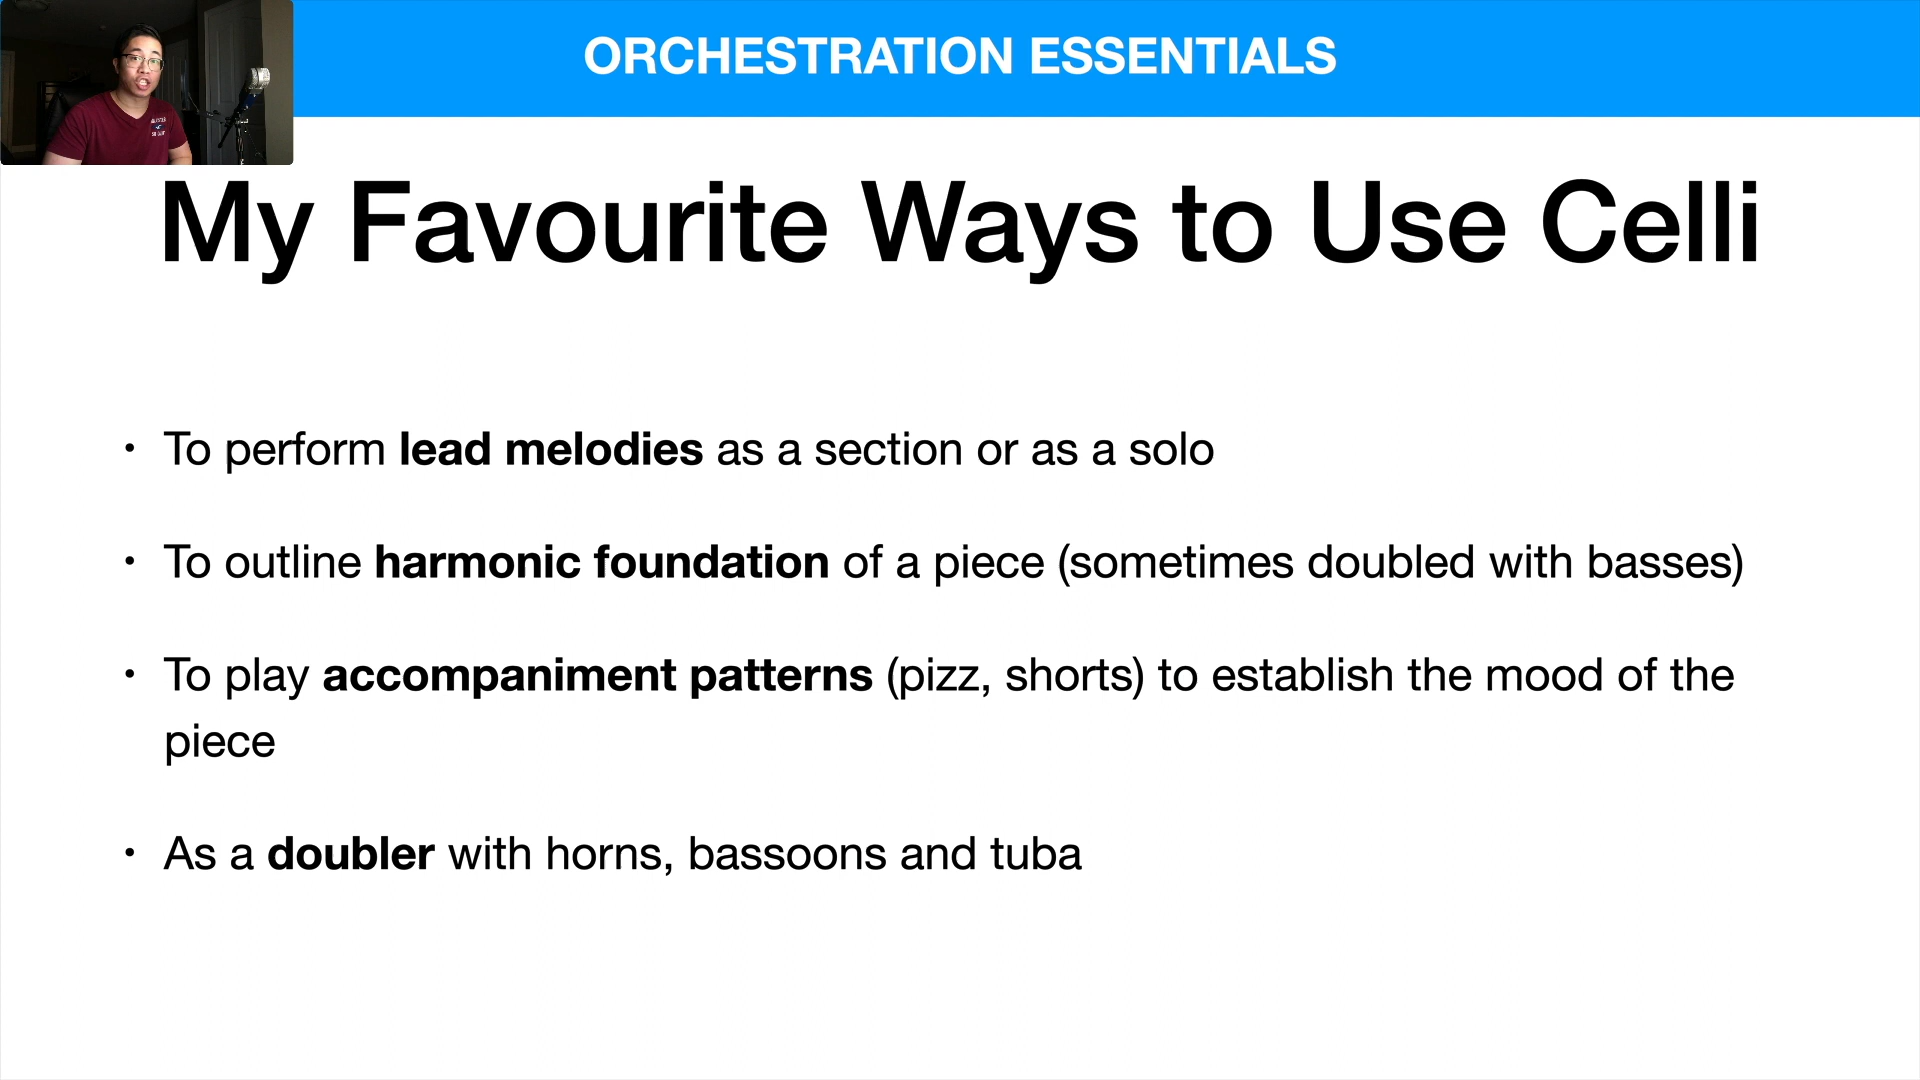 ORCHESTRATION ESSENTIALS
My Favourite Ways to Use Celli
• To perform lead melodies as a section or as a solo
• To outline harmonic foundation of a piece (sometimes doubled with basses)
• To play accompaniment patterns (pizz, shorts) to establish the mood of the
piece
• As a doubler with horns, bassoons and tuba